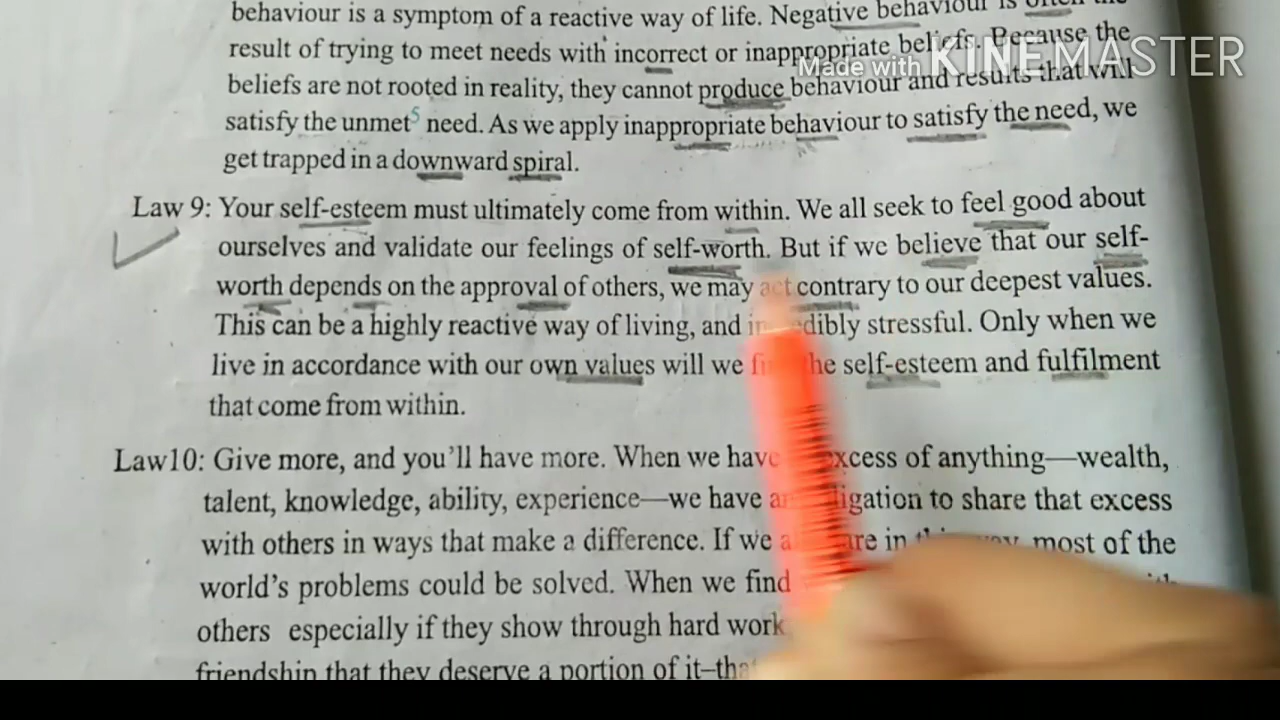 behaviour is a symptom of a reactive way of life. Negative behaviour is often the
result of trying to meet needs with incorrect or inappropriate beliefs. Because the
Made with KINEMASTER
beliefs are not rooted in reality, they cannot produce behaviour and results that will
satisfy the unmet5 need. As we apply inappropriate behaviour to satisfy the need, we
get trapped in a downward spiral.
Law 9: Your self-esteem must ultimately come from within. We all seek to feel good about
ourselves and validate our feelings of self-worth. But if we believe that our self-
worth depends on the approval of others, we may act contrary to our deepest values.
This can be a highly reactive way of living, and incredibly stressful. Only when we
live in accordance with our own values will we the self-esteem and fulfilment
that come from within.
Law10: Give more, and you'll have more. When we have excess of anything—wealth,
talent, knowledge, ability, experience—we have obligation to share that excess
with others in ways that make a difference. If we in most of the
world's problems could be solved. When we find
others especially if they show through hard work
friendship that they deserve a portion of it–